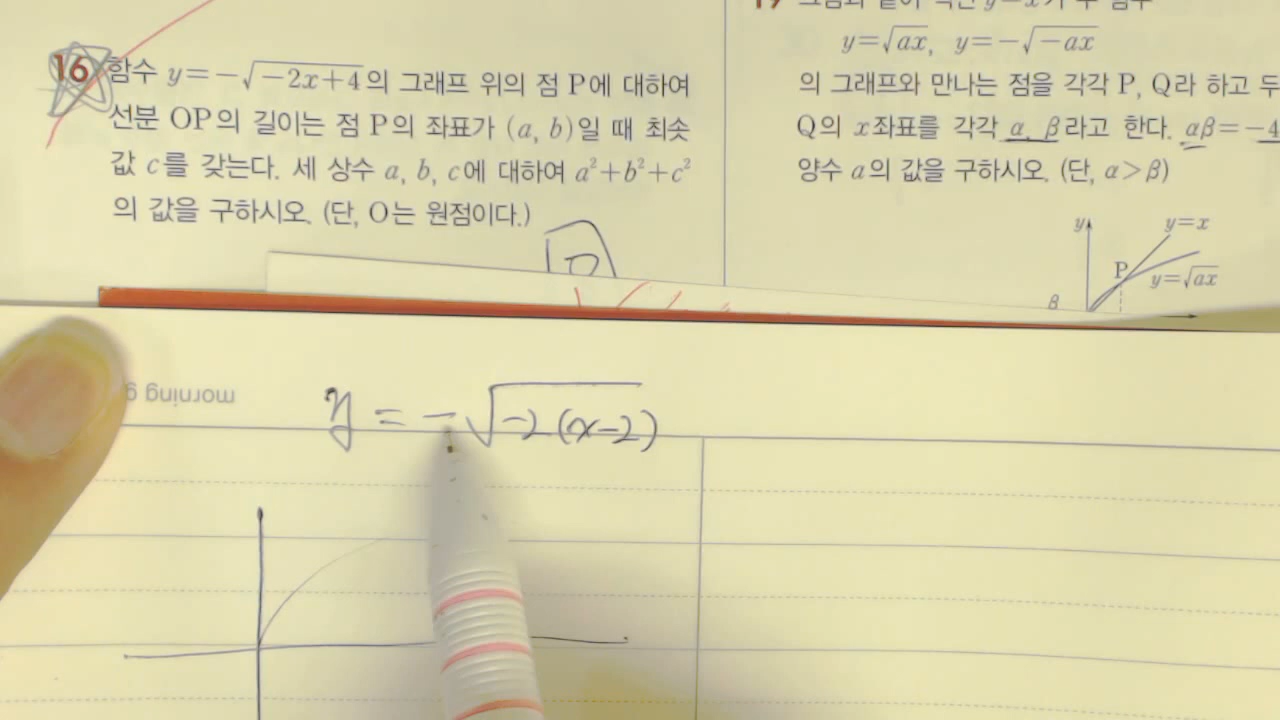 16 함수 y=-√-2x+4의 그래프 위의 점 P에 대하여
선분 OP의 길이는 점 P의 좌표가 (a, b)일 때 최솟
값 c를 갖는다. 세 상수 a, b, c에 대하여 a²+b²+c²
의 값을 구하시오. (단, O는 원점이다.)
y=√ax, y=-√-ax
의 그래프와 만나는 점을 각각 P, Q라 하고 두
Q의 x좌표를 각각 α, β라고 한다. αβ=-4
양수 a의 값을 구하시오. (단, α>β)
y
y=x
P
y=√ax
β
morning
y = -√-2(x-2)